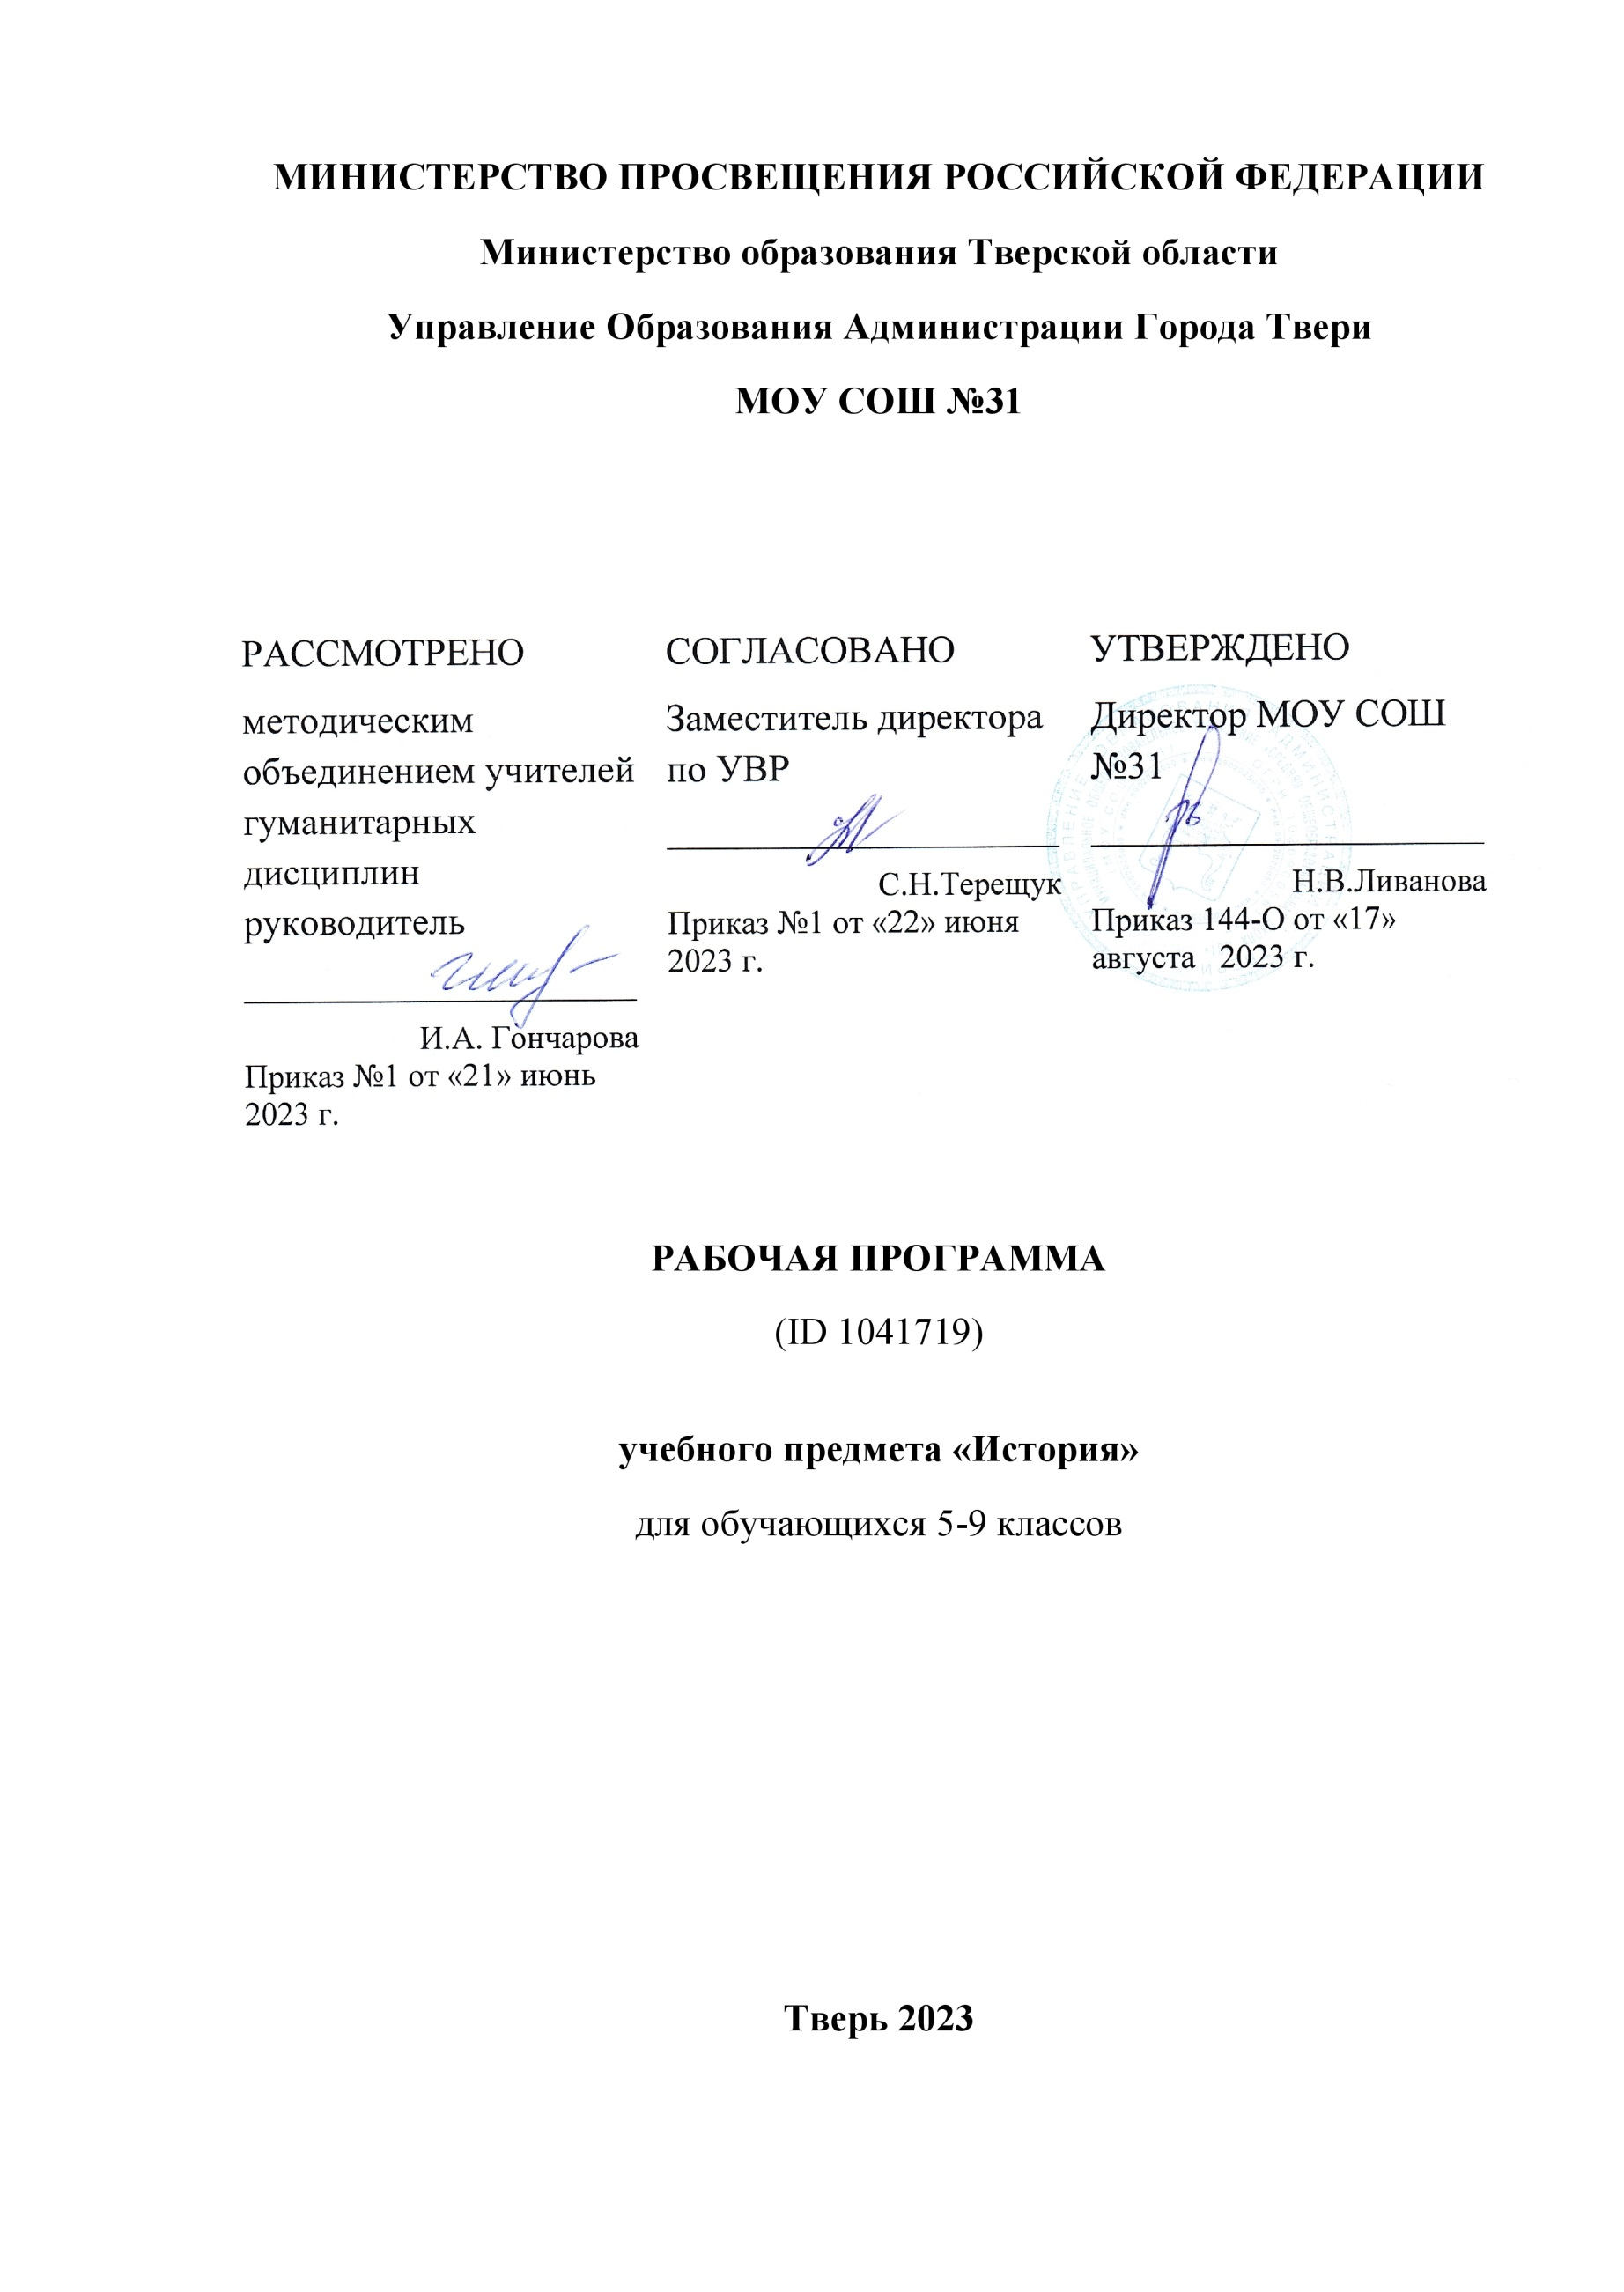 МИНИСТЕРСТВО ПРОСВЕЩЕНИЯ РОССИЙСКОЙ ФЕДЕРАЦИИ
Министерство образования Тверской области
Управление Образования Администрации Города Твери
МОУ СОШ №31
РАССМОТРЕНО
методическим
объединением учителей
гуманитарных
дисциплин
руководитель
И.А. Гончарова
Приказ №1 от «21» июнь
2023 г.
СОГЛАСОВАНО
Заместитель директора
по УВР
С.Н.Терещук
Приказ №1 от «22» июня
2023 г.
УТВЕРЖДЕНО
Директор МОУ СОШ
№31
Н.В.Ливанова
Приказ 144-О от «17»
августа 2023 г.
РАБОЧАЯ ПРОГРАММА
(ID 1041719)
учебного предмета «История»
для обучающихся 5-9 классов
Тверь 2023